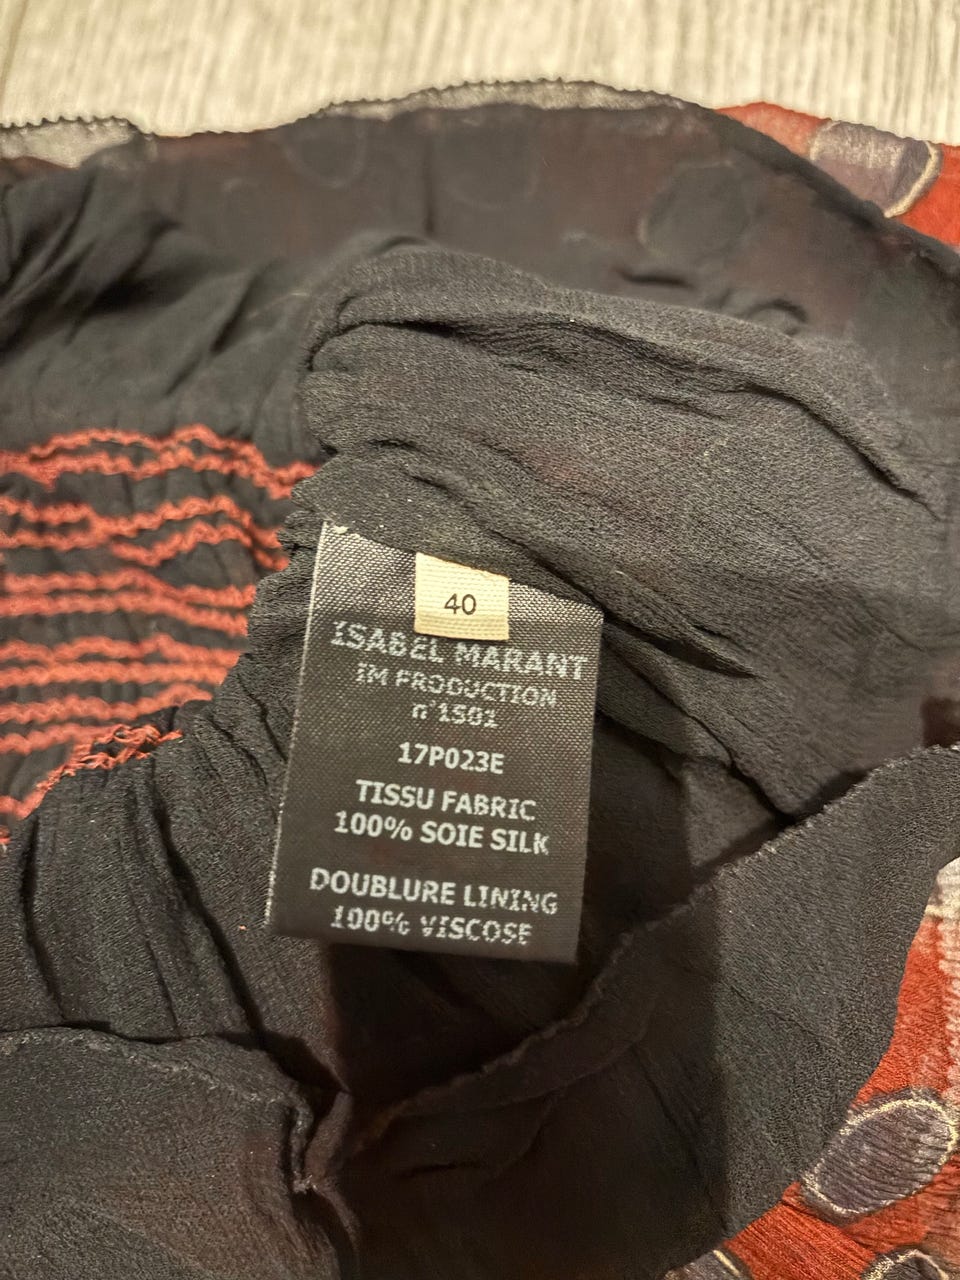 40
ISABEL MARANT
IM PRODUCTION
n°1501
17P023E
TISSU FABRIC
100% SOIE SILK
DOUBLURE LINING
100% VISCOSE